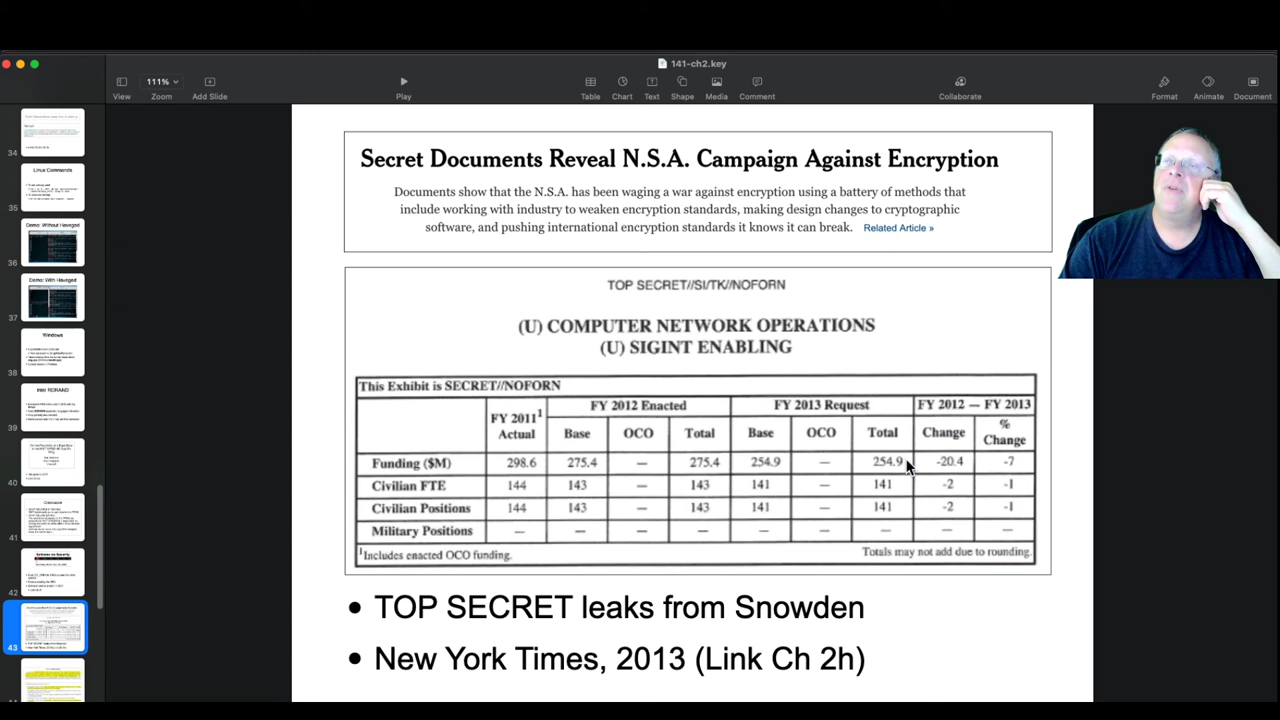 141-ch2.key
111%
View Zoom Add Slide Play Table Chart Text Shape Media Comment Collaborate Format Animate Document
34
Linux Commands
35
Demo: Without Haveged
36
Demo: With Haveged
37
Windows
38
Intel RDRAND
39
40
Conclusion
41
42
43
Secret Documents Reveal N.S.A. Campaign Against Encryption
Documents show that the N.S.A. has been waging a war against encryption using a battery of methods that
include working with industry to weaken encryption standards, making design changes to cryptographic
software, and pushing international encryption standards it knows it can break. Related Article »
TOP SECRET//SI/TK//NOFORN
(U) COMPUTER NETWORK OPERATIONS
(U) SIGINT ENABLING
This Exhibit is SECRET//NOFORN
FY 2011¹ Actual FY 2012 Enacted FY 2013 Request FY 2012 — FY 2013
Base OCO Total Base OCO Total Change % Change
Funding ($M) 298.6 275.4 — 275.4 254.9 — 254.9 -20.4 -7
Civilian FTE 144 143 — 143 141 — 141 -2 -1
Civilian Positions 144 143 — 143 141 — 141 -2 -1
Military Positions — — — — — — — — —
¹Includes enacted OCO funding. Totals may not add due to rounding.
• TOP SECRET leaks from Snowden
• New York Times, 2013 (Link Ch 2h)